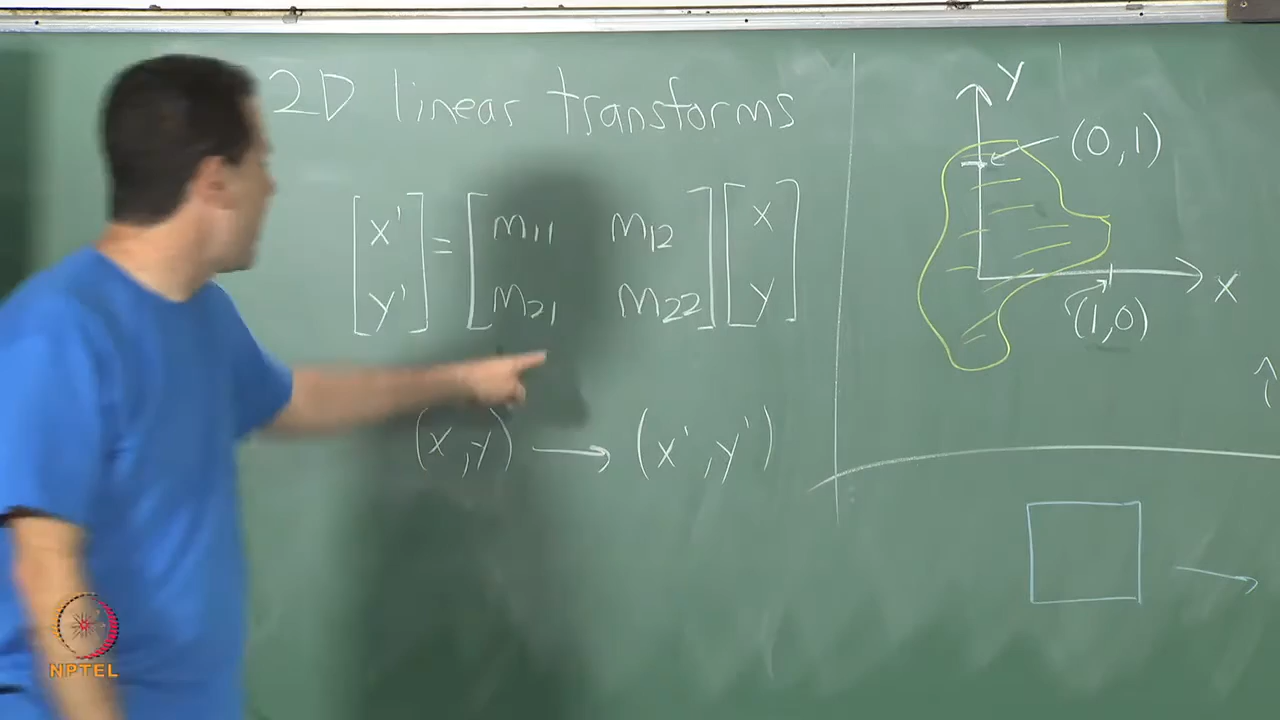 2D linear transforms
[x' y'] = [m11 m12 m21 m22] [x y]
(x,y) → (x',y')
Y
(0,1)
X
(1,0)
NPTEL